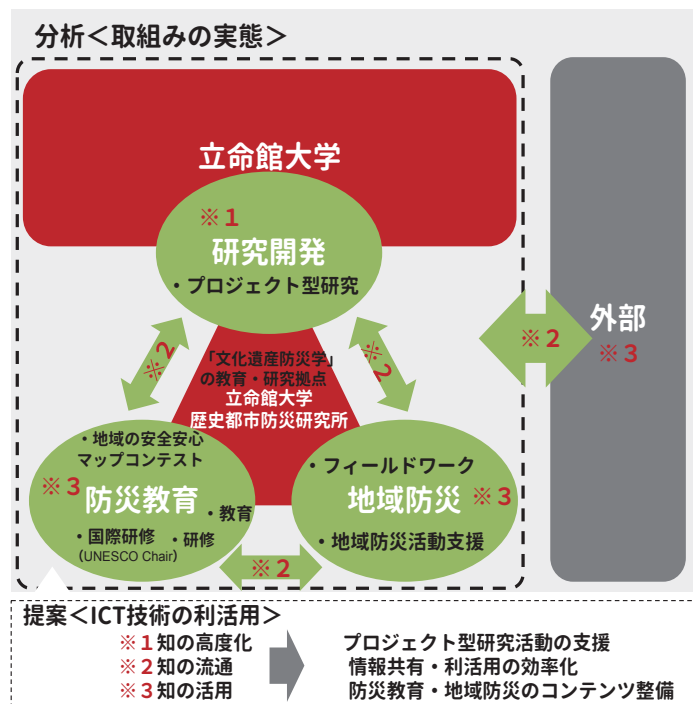 分析＜取組みの実態＞
立命館大学
※１
研究開発
・プロジェクト型研究
※２
※２
「文化遺産防災学」
の教育・研究拠点
立命館大学
歴史都市防災研究所
※２
外部
※３
・地域の安全安心
マップコンテスト
※３
防災教育
・教育
・国際研修
・研修
(UNESCO Chair)
・フィールドワーク
地域防災
※３
・地域防災活動支援
※２
提案＜ICT技術の利活用＞
※１知の高度化
プロジェクト型研究活動の支援
※２知の流通
情報共有・利活用の効率化
※３知の活用
防災教育・地域防災のコンテンツ整備